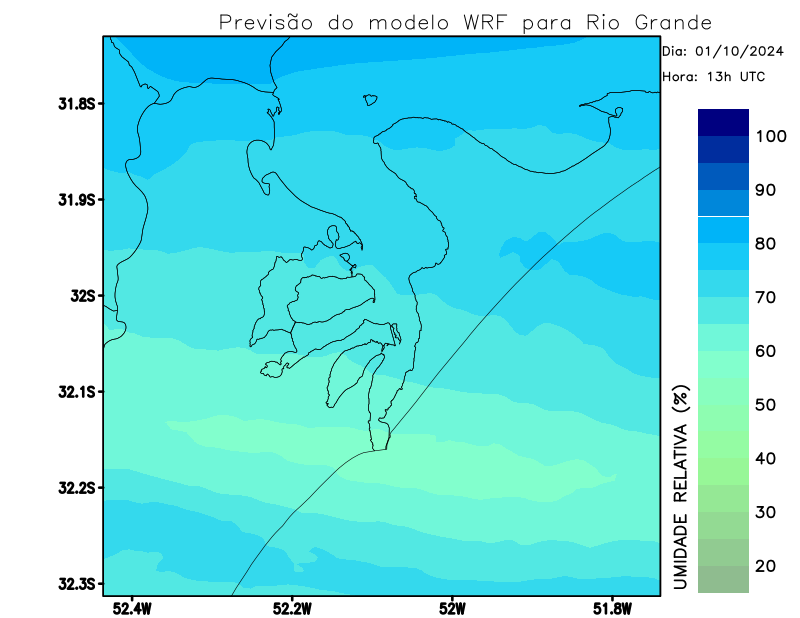 Previsão do modelo WRF para Rio Grande
Dia: 01/10/2024
Hora: 13h UTC
31.8S
31.9S
32S
32.1S
32.2S
32.3S
52.4W
52.2W
52W
51.8W
100
90
80
70
60
50
40
30
20
UMIDADE RELATIVA (%)